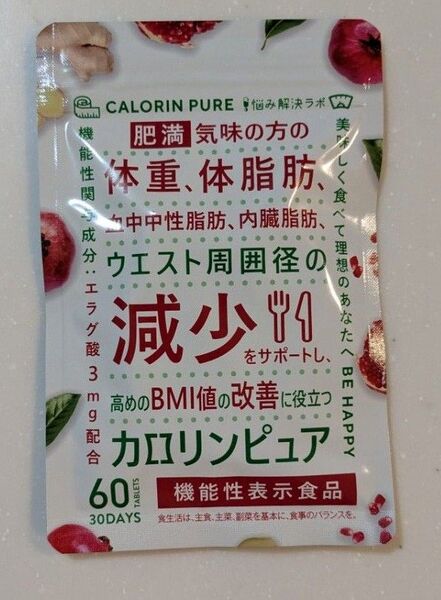 CALORIN PURE 悩み解決ラボ
肥満気味の方の
体重、体脂肪、
血中中性脂肪、内臓脂肪、
ウエスト周囲径の
減少をサポートし、
高めのBMI値の改善に役立つ
カロリンピュア
60 TABLETS
30DAYS
機能性表示食品
食生活は、主食、主菜、副菜を基本に、食事のバランスを。
機能性関与成分:エラグ酸3mg配合
美味しく食べて理想のあなたへ BE HAPPY